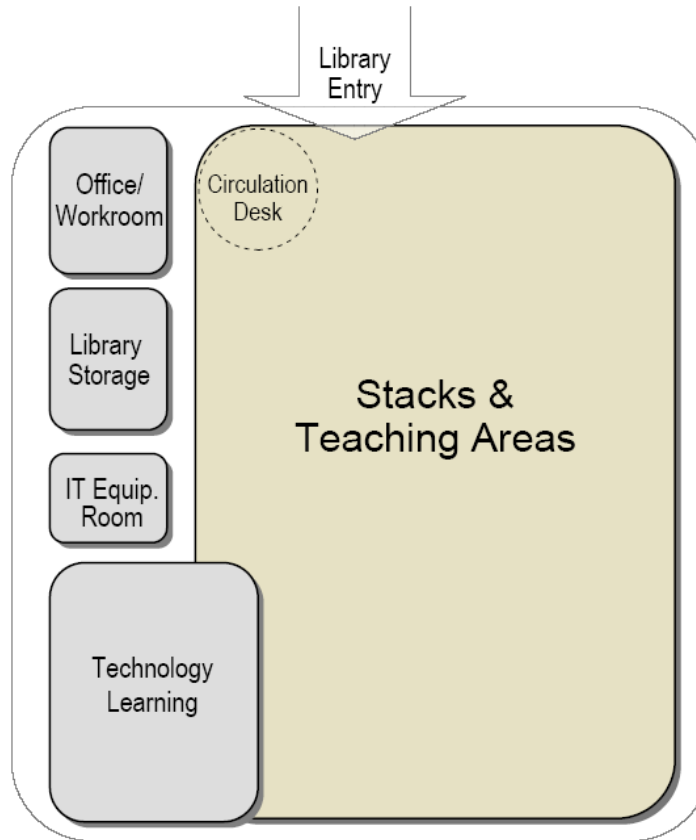 Library
Entry
Office/
Workroom
Circulation
Desk
Library
Storage
Stacks &
Teaching Areas
IT Equip.
Room
Technology
Learning